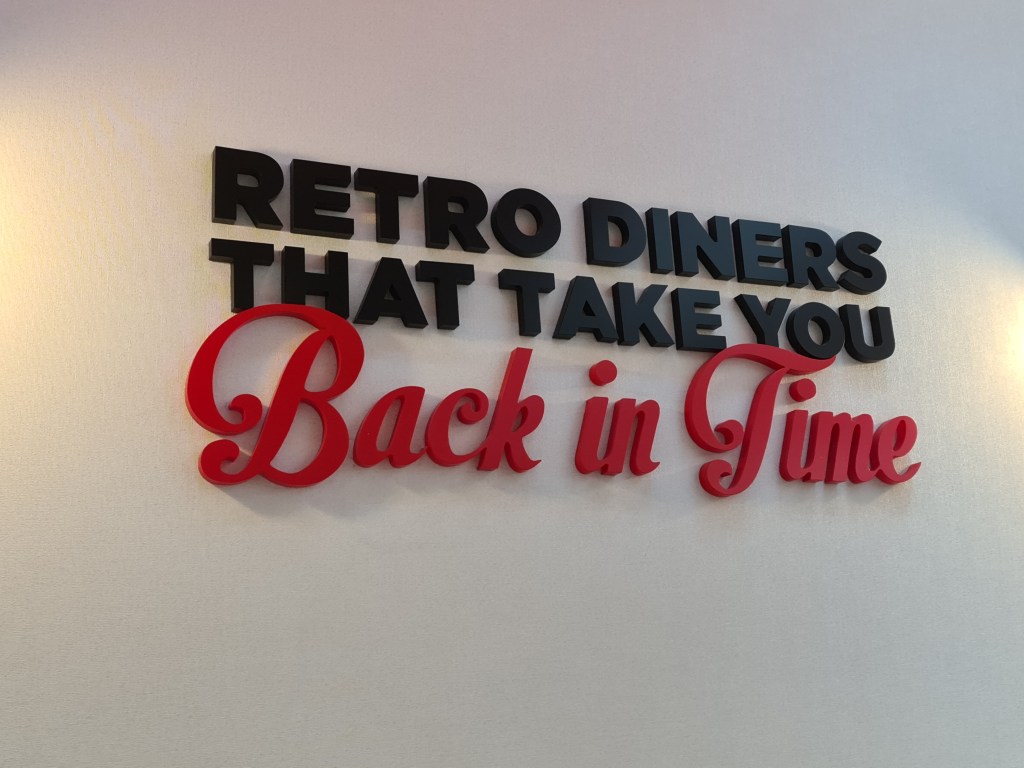 RETRO DINERS
THAT TAKE YOU
Back in Time